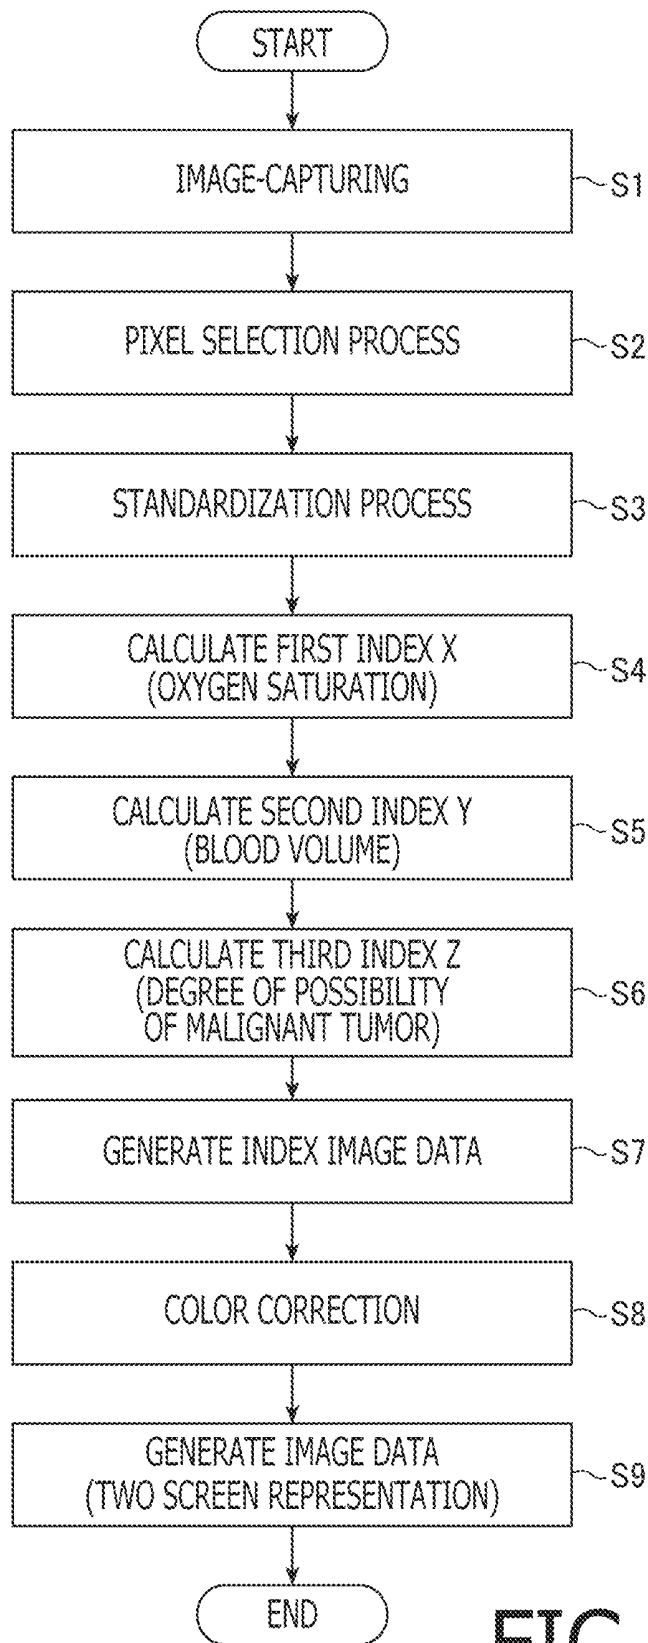 START
IMAGE-CAPTURING
S1
PIXEL SELECTION PROCESS
S2
STANDARDIZATION PROCESS
S3
CALCULATE FIRST INDEX X
(OXYGEN SATURATION)
S4
CALCULATE SECOND INDEX Y
(BLOOD VOLUME)
S5
CALCULATE THIRD INDEX Z
(DEGREE OF POSSIBILITY
OF MALIGNANT TUMOR)
S6
GENERATE INDEX IMAGE DATA
S7
COLOR CORRECTION
S8
GENERATE IMAGE DATA
(TWO SCREEN REPRESENTATION)
S9
END
FIG